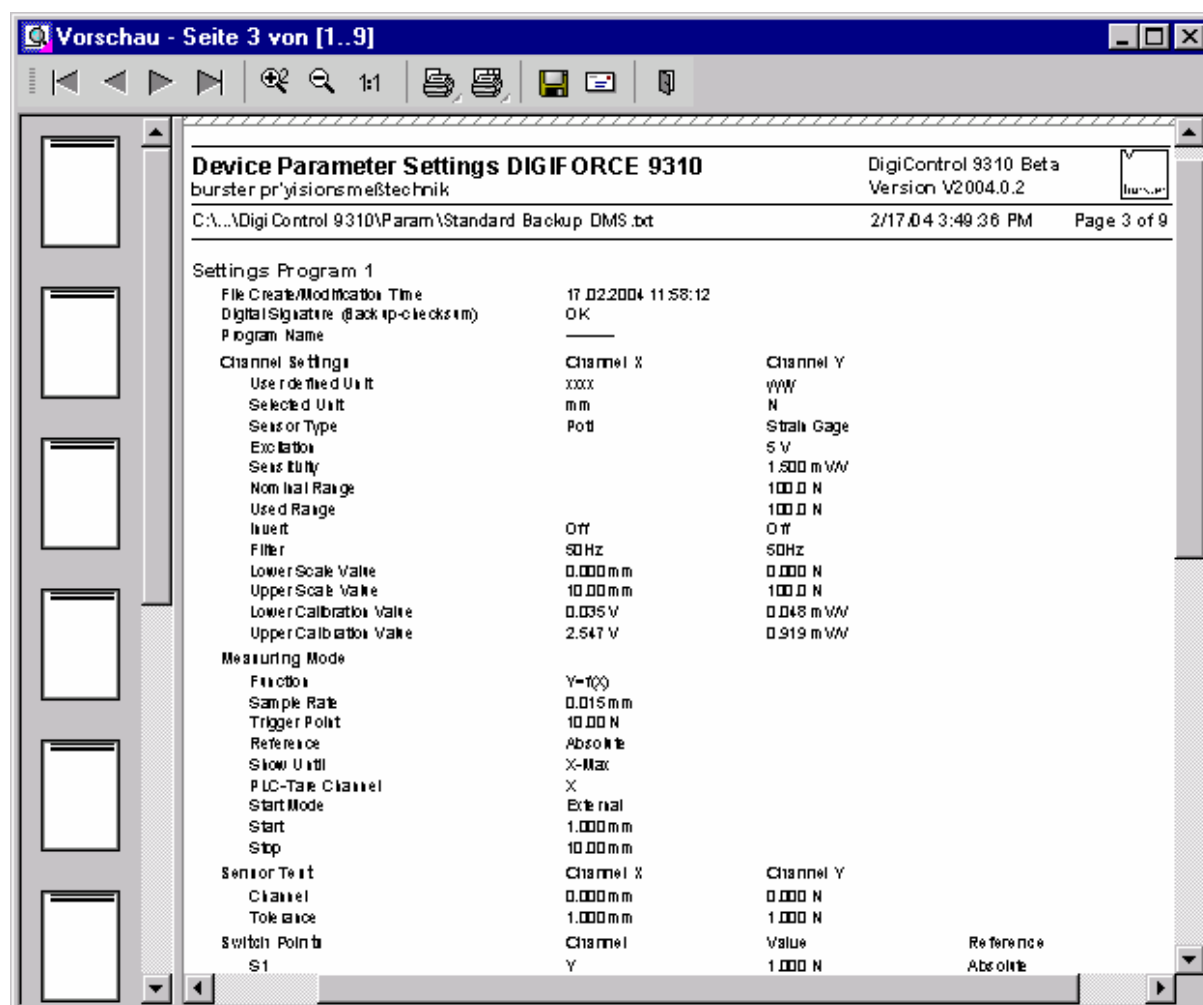 Vorschau - Seite 3 von [1..9]
1:1
Device Parameter Settings DIGIFORCE 9310 DigiControl 9310 Beta
burster pr'yisionsmeßtechnik Version V2004.0.2
C:\...\DigiControl 9310\Param\Standard Backup DMS.txt 2/17/04 3:49:36 PM Page 3 of 9
Settings Program 1
File Create/Modification Time 17.02.2004 11:58:12
Digital Signature (Backup-checksum) OK
Program Name -----
Channel Settings Channel X Channel Y
User defined Unit xxxx yyyy
Selected Unit mm N
Sensor Type Poti Strain Gage
Excitation 5 V
Sensitivity 1.500 mV/V
Nominal Range 100.0 N
Used Range 100.0 N
Invert Off Off
Filter 50Hz 50Hz
Lower Scale Value 0.000 mm 0.000 N
Upper Scale Value 10.00 mm 100.0 N
Lower Calibration Value 0.035 V 0.048 mV/V
Upper Calibration Value 2.547 V 0.919 mV/V
Measuring Mode
Function Y=f(X)
Sample Rate 0.015 mm
Trigger Point 10.00 N
Reference Absolute
Show Until X-Max
PLC-Tare Channel X
Start Mode External
Start 1.000 mm
Stop 10.00 mm
Sensor Test Channel X Channel Y
Channel 0.000 mm 0.000 N
Tolerance 1.000 mm 1.000 N
Switch Points Channel Value Reference
S1 Y 1.000 N Absolute